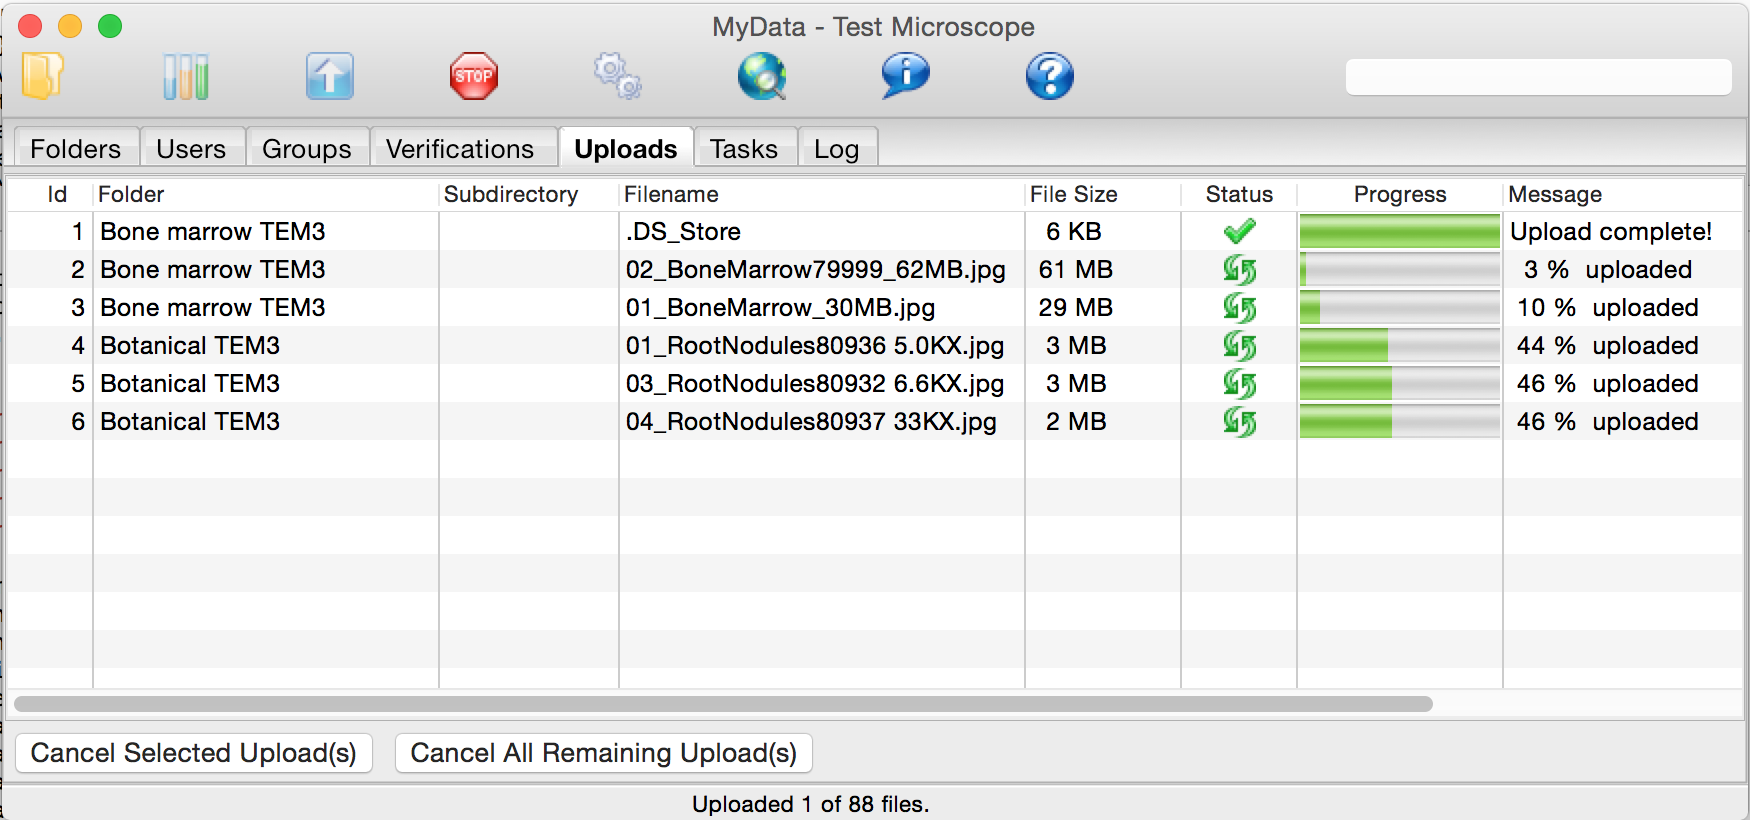 MyData - Test Microscope
STOP
Folders Users Groups Verifications Uploads Tasks Log
Id Folder Subdirectory Filename File Size Status Progress Message
1 Bone marrow TEM3 .DS_Store 6 KB Upload complete!
2 Bone marrow TEM3 02_BoneMarrow79999_62MB.jpg 61 MB 3 % uploaded
3 Bone marrow TEM3 01_BoneMarrow_30MB.jpg 29 MB 10 % uploaded
4 Botanical TEM3 01_RootNodules80936 5.0KX.jpg 3 MB 44 % uploaded
5 Botanical TEM3 03_RootNodules80932 6.6KX.jpg 3 MB 46 % uploaded
6 Botanical TEM3 04_RootNodules80937 33KX.jpg 2 MB 46 % uploaded
Cancel Selected Upload(s) Cancel All Remaining Upload(s)
Uploaded 1 of 88 files.